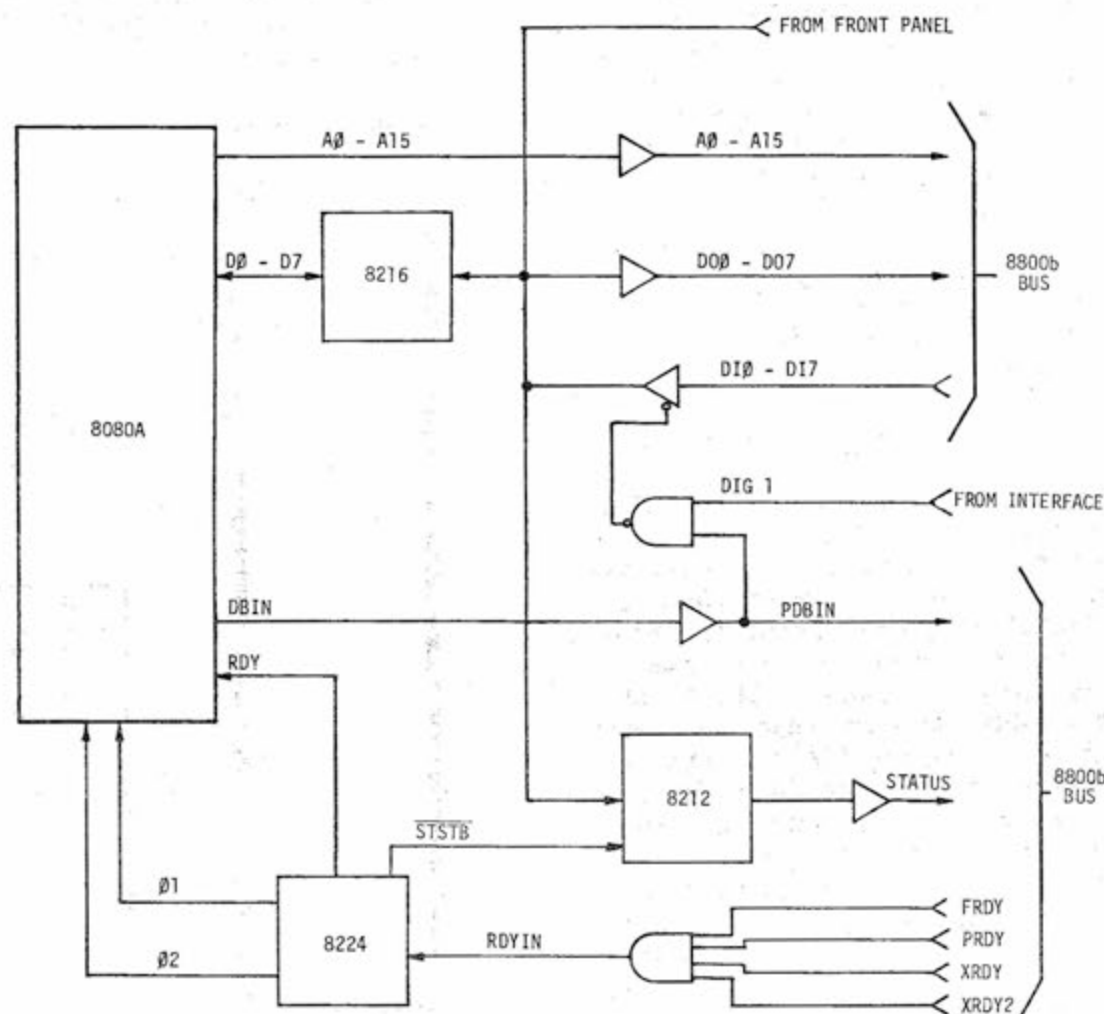 FROM FRONT PANEL
AØ - A15
AØ - A15
DØ - D7
8216
DOØ - DO7
8800b
BUS
DIØ - DI7
8080A
DIG 1
FROM INTERFACE
DBIN
PDBIN
RDY
8212
STATUS
8800b
BUS
STSTB
Ø1
8224
RDYIN
FRDY
PRDY
Ø2
XRDY
XRDY2